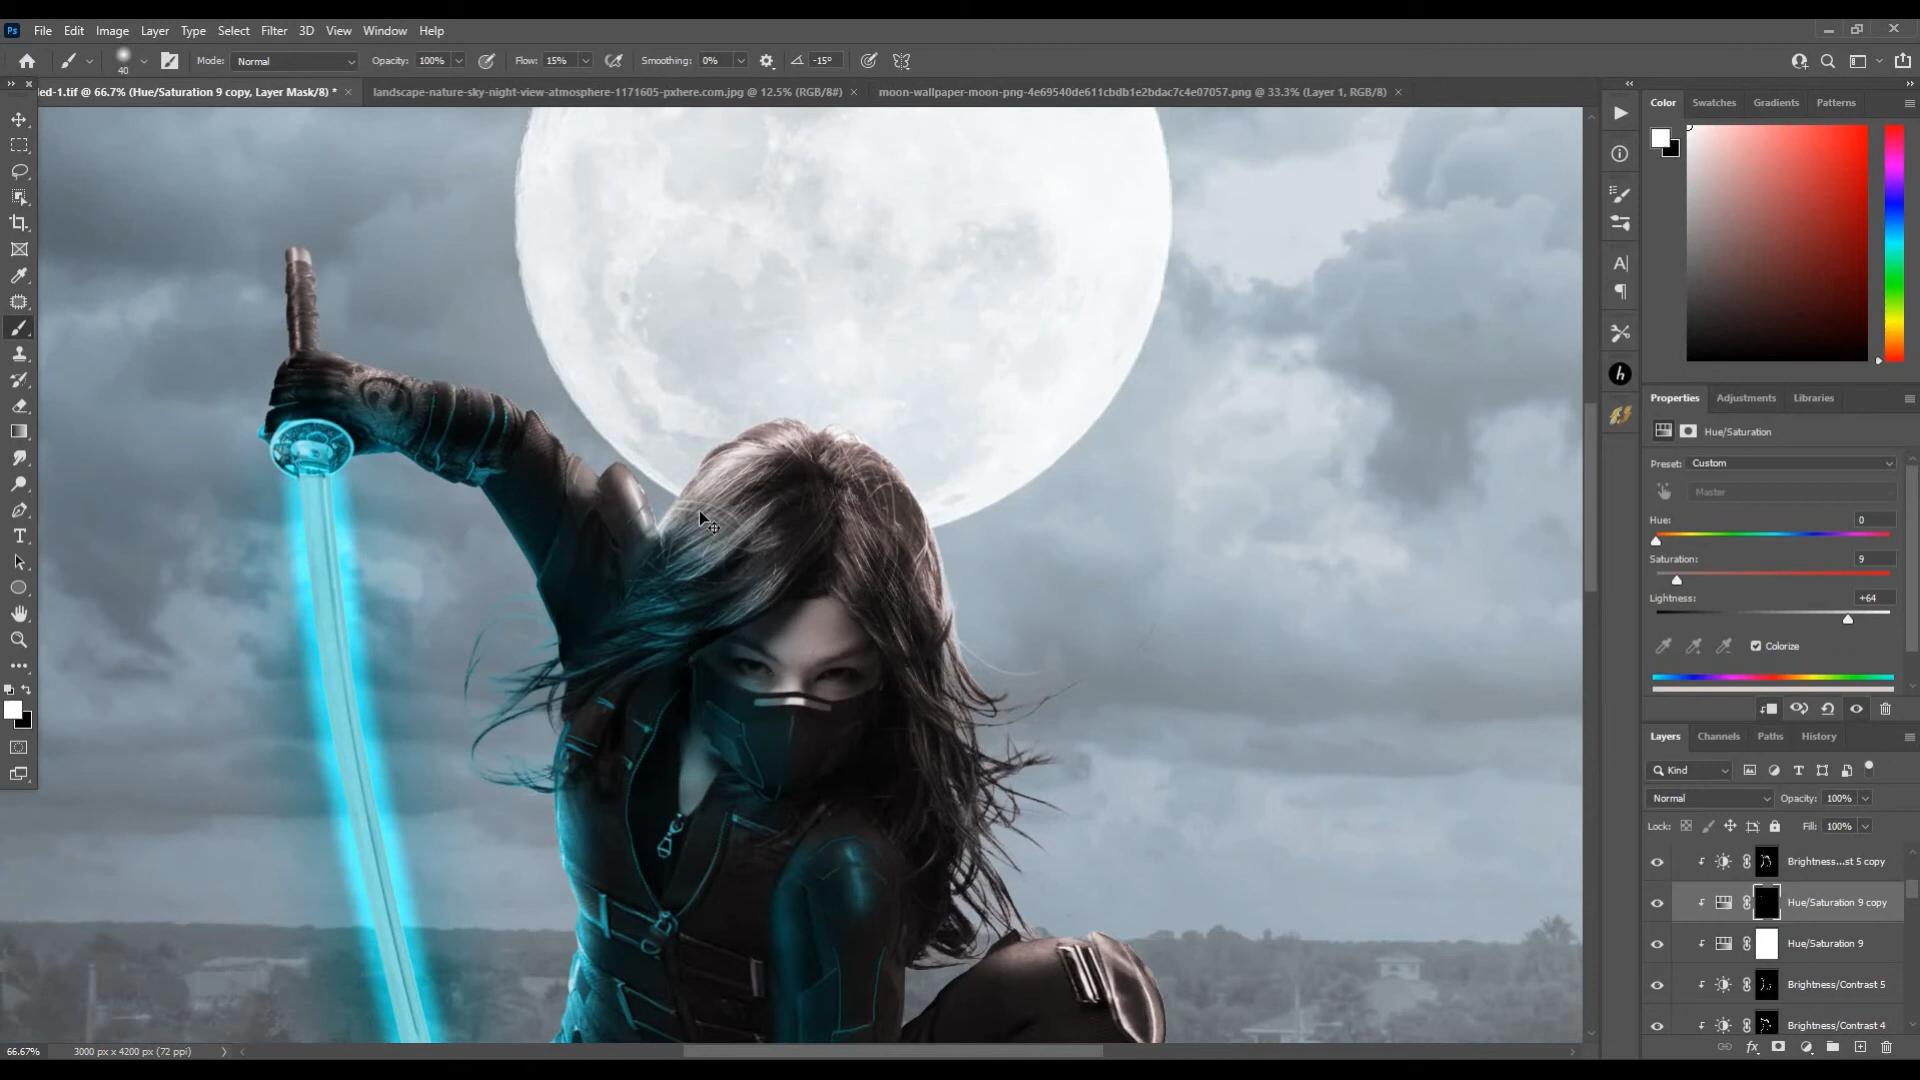 Ps File Edit Image Layer Type Select Filter 3D View Window Help
40 Mode: Normal Opacity: 100% Flow: 15% Smoothing: 0% -15°
ed-1.tif @ 66.7% (Hue/Saturation 9 copy, Layer Mask/8) * × landscape-nature-sky-night-view-atmosphere-1171605-pxhere.com.jpg @ 12.5% (RGB/8#) × moon-wallpaper-moon-png-4e69540de611cbdb1e2bdac7c4e07057.png @ 33.3% (Layer 1, RGB/8) ×
Color Swatches Gradients Patterns
Properties Adjustments Libraries
Hue/Saturation
Preset: Custom
Master
Hue: 0
Saturation: 9
Lightness: +64
Colorize
Layers Channels Paths History
Kind
Normal Opacity: 100%
Lock: Fill: 100%
Brightness...st 5 copy
Hue/Saturation 9 copy
Hue/Saturation 9
Brightness/Contrast 5
Brightness/Contrast 4
fx
66.67% 3000 px x 4200 px (72 ppi)